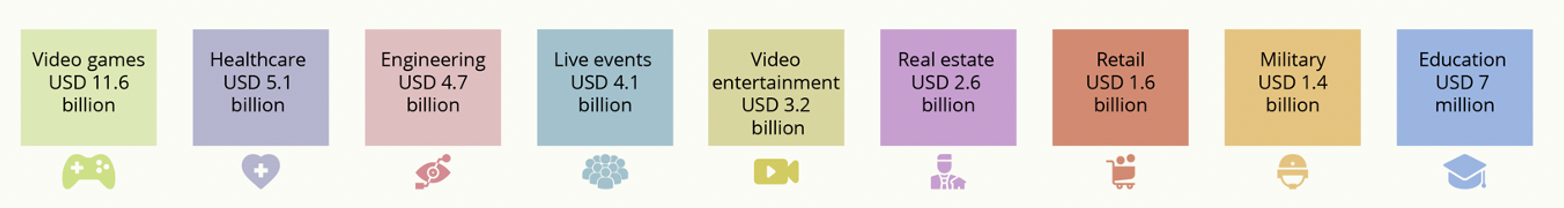 Video games
USD 11.6
billion
Healthcare
USD 5.1
billion
Engineering
USD 4.7
billion
Live events
USD 4.1
billion
Video
entertainment
USD 3.2
billion
Real estate
USD 2.6
billion
Retail
USD 1.6
billion
Military
USD 1.4
billion
Education
USD 7
million